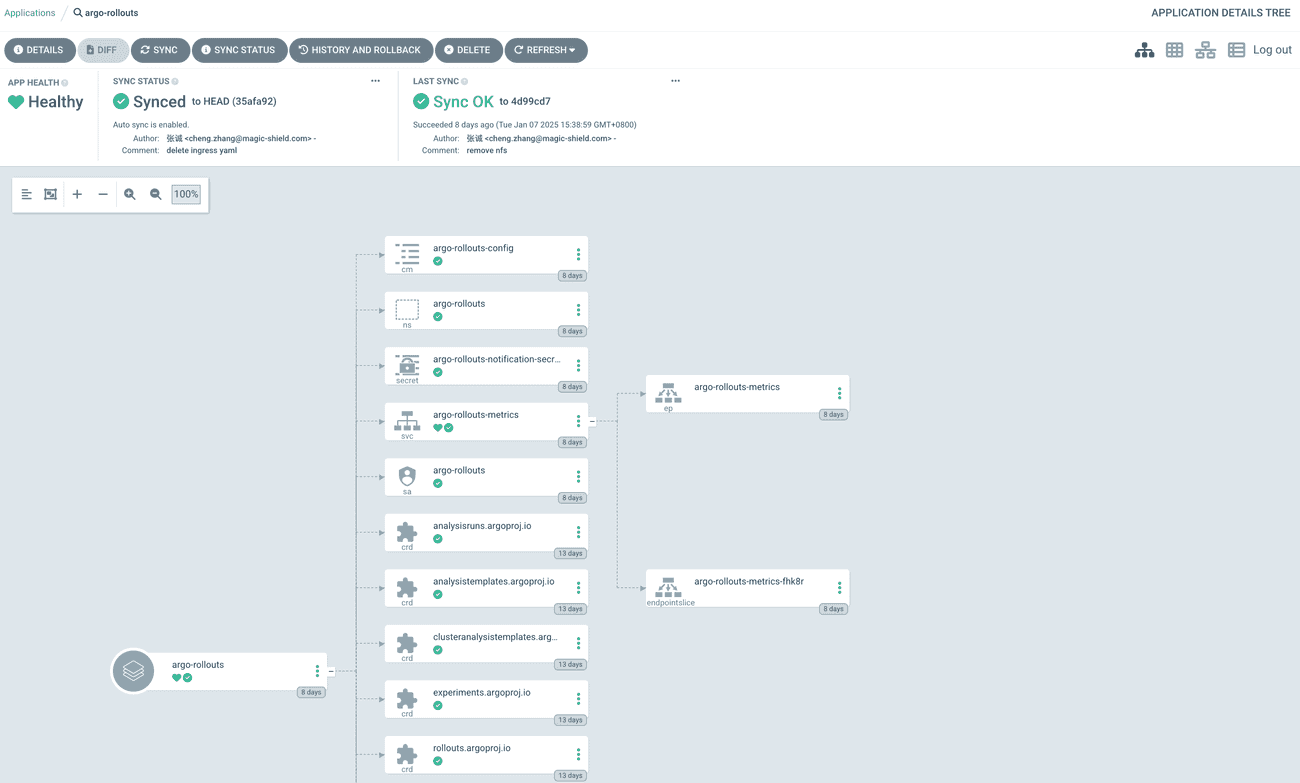 Applications
argo-rollouts
APPLICATION DETAILS TREE
DETAILS
DIFF
SYNC
SYNC STATUS
HISTORY AND ROLLBACK
DELETE
REFRESH
Log out
APP HEALTH
Healthy
SYNC STATUS
Synced to HEAD (35afa92)
Auto sync is enabled.
Author: 张诚 <cheng.zhang@magic-shield.com> -
Comment: delete ingress yaml
LAST SYNC
Sync OK to 4d99cd7
Succeeded 8 days ago (Tue Jan 07 2025 15:38:59 GMT+0800)
Author: 张诚 <cheng.zhang@magic-shield.com> -
Comment: remove nfs
100%
argo-rollouts-config
cm
8 days
argo-rollouts
ns
8 days
argo-rollouts-notification-secr...
secret
8 days
argo-rollouts-metrics
svc
8 days
argo-rollouts-metrics
ep
8 days
argo-rollouts
sa
8 days
analysisruns.argoproj.io
crd
13 days
analysistemplates.argoproj.io
crd
13 days
argo-rollouts-metrics-fhk8r
endpointslice
8 days
clusteranalysistemplates.arg...
crd
13 days
argo-rollouts
8 days
experiments.argoproj.io
crd
13 days
rollouts.argoproj.io
crd
13 days